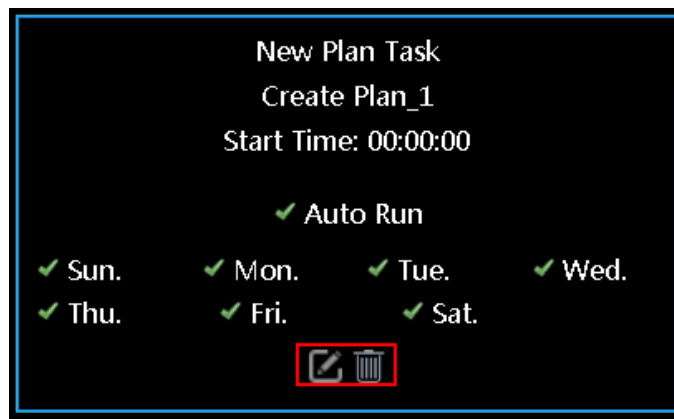 New Plan Task
Create Plan_1
Start Time: 00:00:00
Auto Run
Sun. Mon. Tue. Wed.
Thu. Fri. Sat.